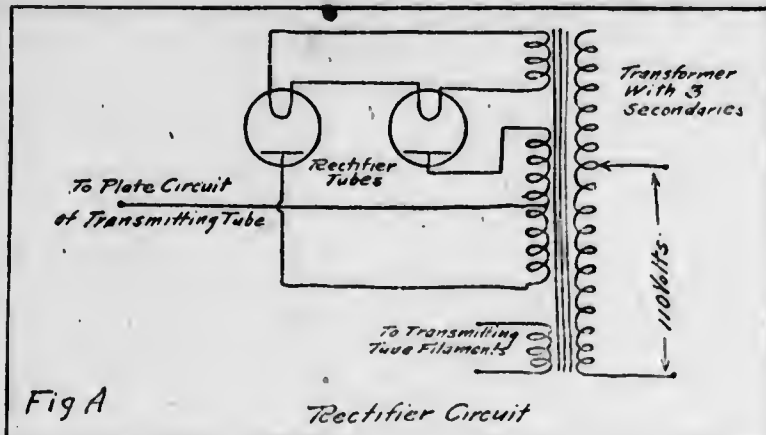 Transformer
With 3
Secondaries
Rectifier
Tubes
To Plate Circuit
of Transmitting Tube
110 Volts.
To Transmitting
Tuve Filaments
Fig A
Rectifier Circuit